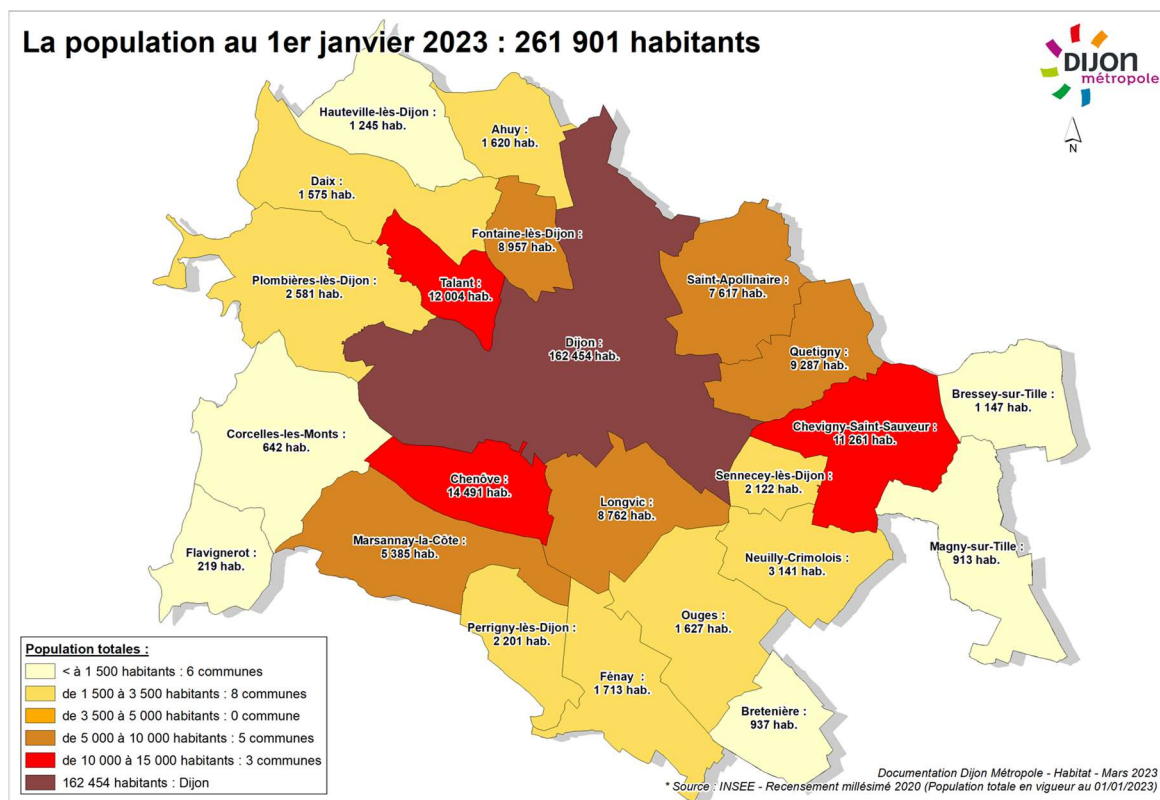 La population au 1er janvier 2023 : 261 901 habitants
DIJON
métropole
N
Hauteville-lès-Dijon :
1 245 hab.
Ahuy :
1 620 hab.
Daix :
1 575 hab.
Fontaine-lès-Dijon :
8 957 hab.
Plombières-lès-Dijon :
2 581 hab.
Talant :
12 004 hab.
Saint-Apollinaire :
7 617 hab.
Dijon :
162 454 hab.
Quetigny :
9 287 hab.
Bressey-sur-Tille :
1 147 hab.
Corcelles-les-Monts :
642 hab.
Chevigny-Saint-Sauveur :
11 261 hab.
Chenôve :
14 491 hab.
Sennecey-lès-Dijon :
2 122 hab.
Longvic :
8 762 hab.
Marsannay-la-Côte :
5 385 hab.
Flavignerot :
219 hab.
Neuilly-Crimolois :
3 141 hab.
Magny-sur-Tille :
913 hab.
Ouges :
1 627 hab.
Perrigny-lès-Dijon :
2 201 hab.
Fénay :
1 713 hab.
Bretenière :
937 hab.
Population totales :
< à 1 500 habitants : 6 communes
de 1 500 à 3 500 habitants : 8 communes
de 3 500 à 5 000 habitants : 0 commune
de 5 000 à 10 000 habitants : 5 communes
de 10 000 à 15 000 habitants : 3 communes
162 454 habitants : Dijon
Documentation Dijon Métropole - Habitat - Mars 2023
* Source : INSEE - Recensement millésimé 2020 (Population totale en vigueur au 01/01/2023)